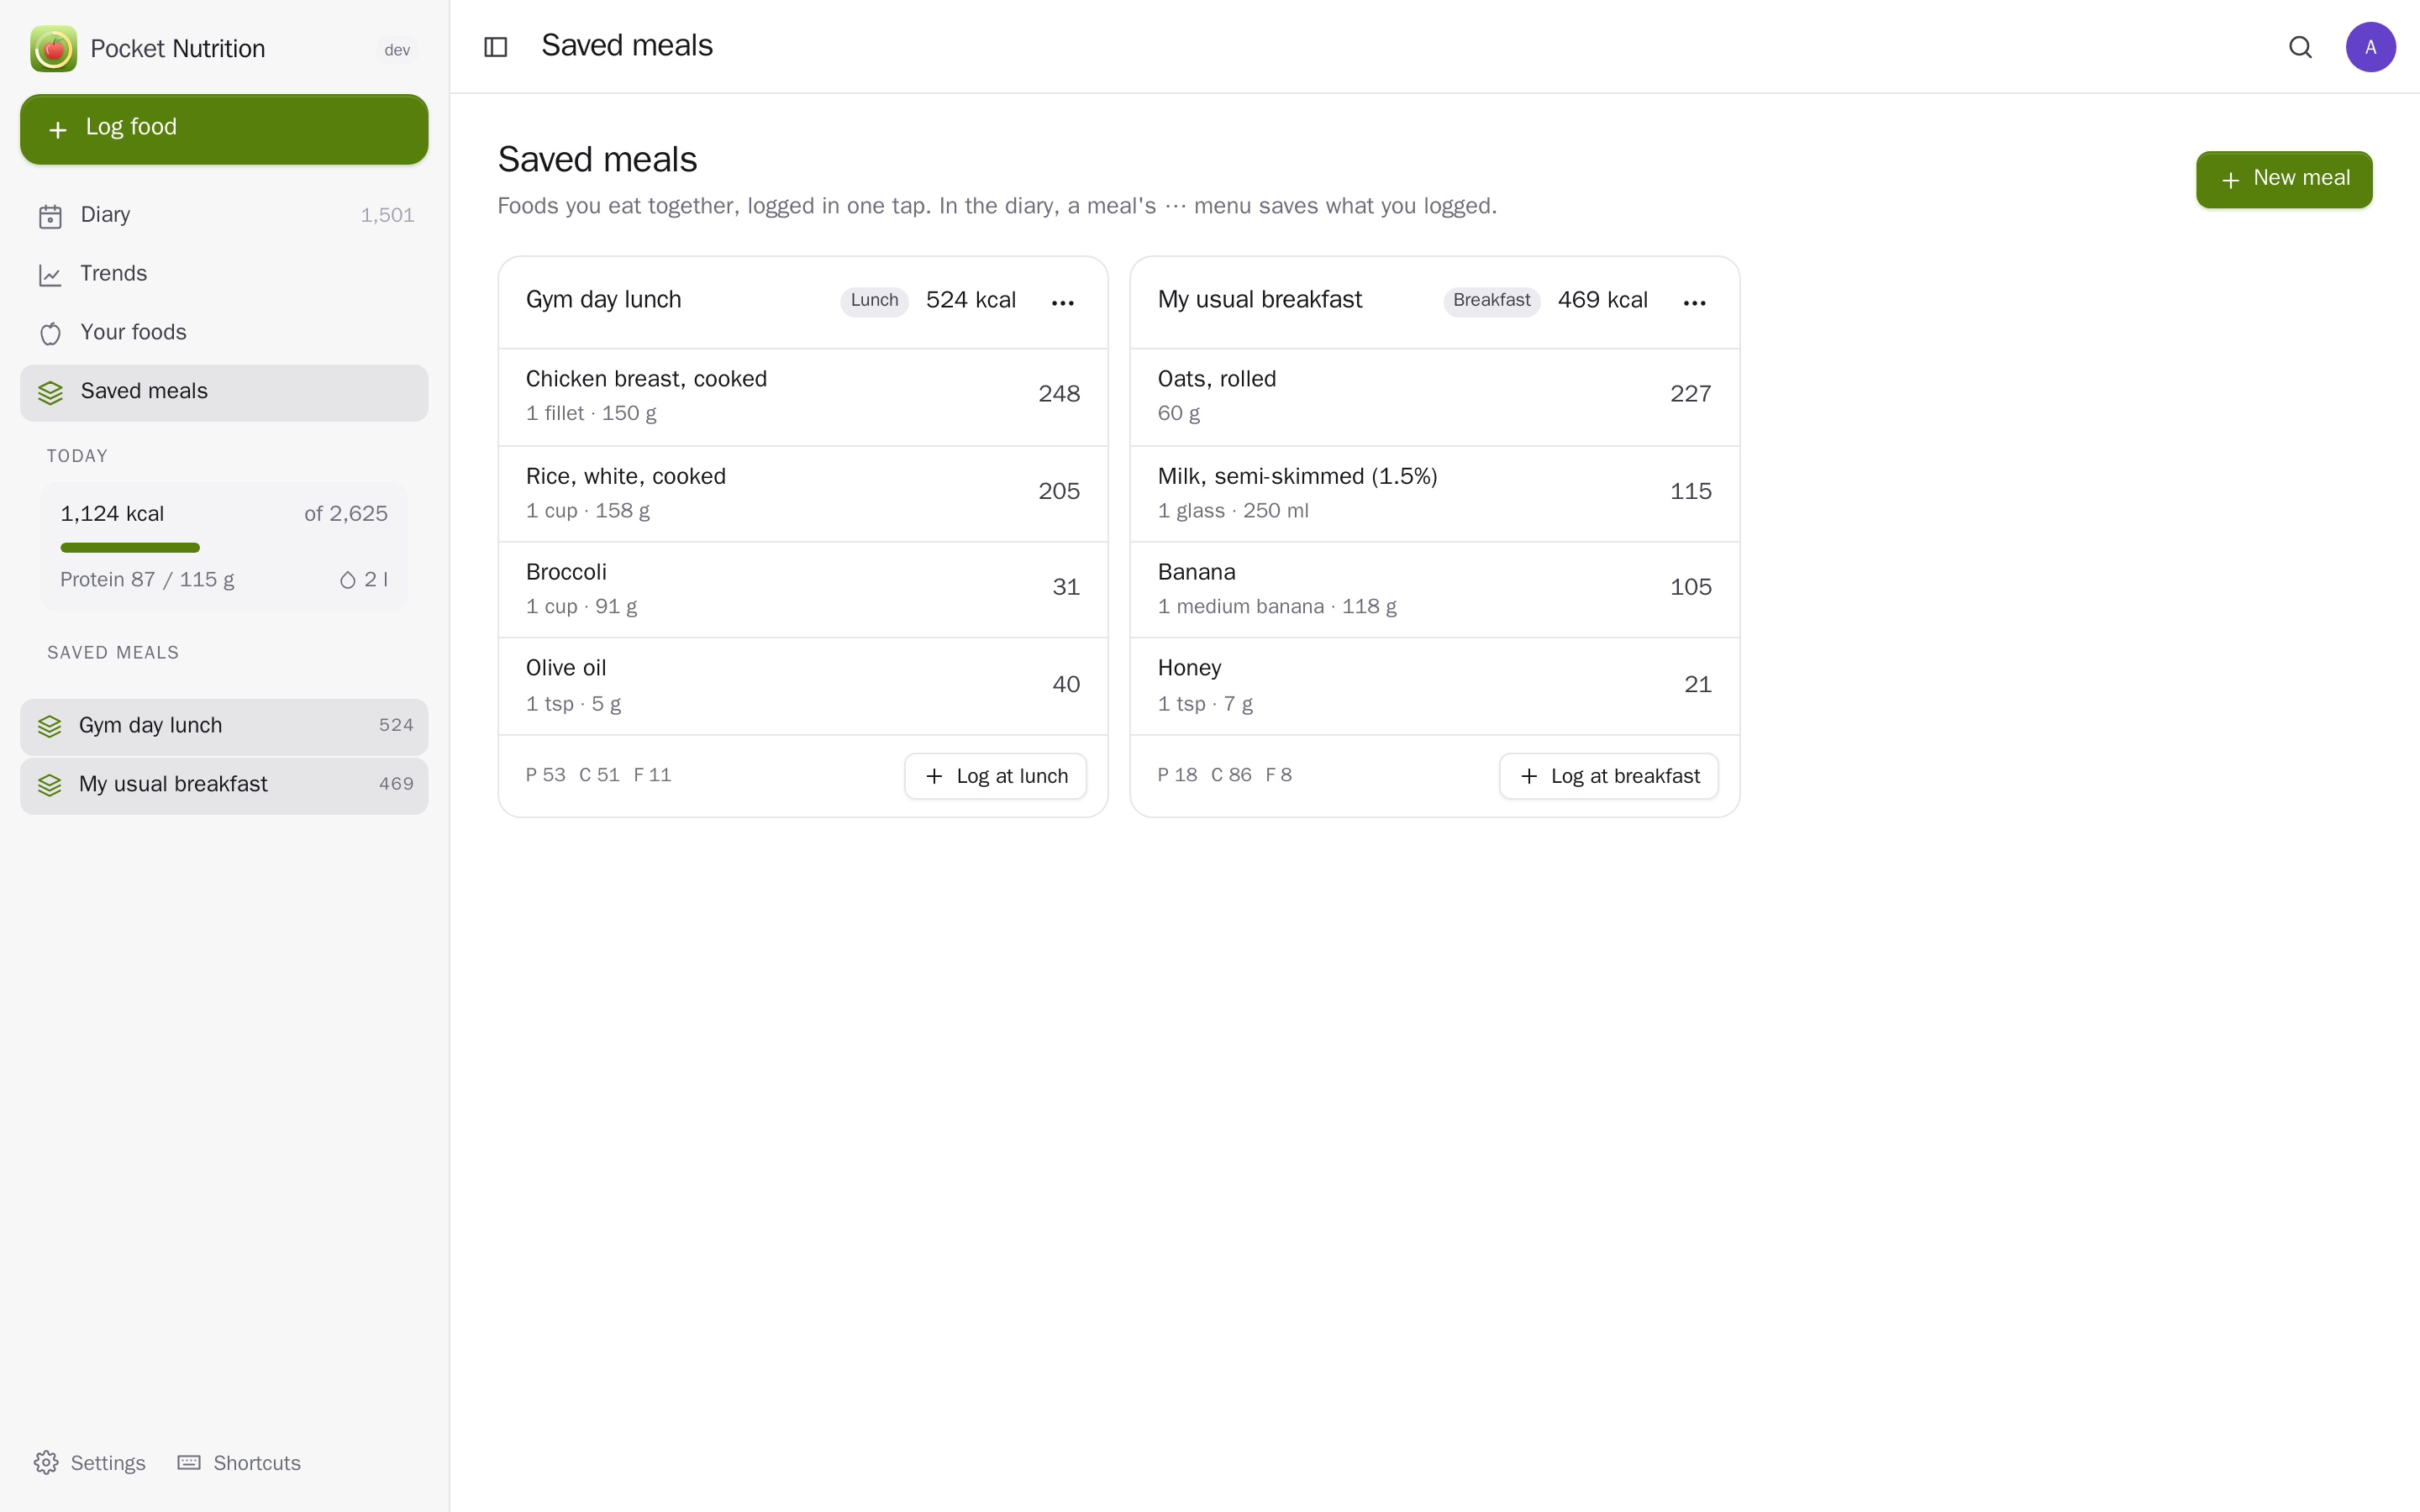 Pocket Nutrition dev
Log food
Diary 1,501
Trends
Your foods
Saved meals
TODAY
1,124 kcal of 2,625
Protein 87 / 115 g 2 l
SAVED MEALS
Gym day lunch 524
My usual breakfast 469
Settings Shortcuts
Saved meals
A
Saved meals
Foods you eat together, logged in one tap. In the diary, a meal's ··· menu saves what you logged.
New meal
Gym day lunch Lunch 524 kcal
Chicken breast, cooked 248
1 fillet · 150 g
Rice, white, cooked 205
1 cup · 158 g
Broccoli 31
1 cup · 91 g
Olive oil 40
1 tsp · 5 g
P 53 C 51 F 11 Log at lunch
My usual breakfast Breakfast 469 kcal
Oats, rolled 227
60 g
Milk, semi-skimmed (1.5%) 115
1 glass · 250 ml
Banana 105
1 medium banana · 118 g
Honey 21
1 tsp · 7 g
P 18 C 86 F 8 Log at breakfast